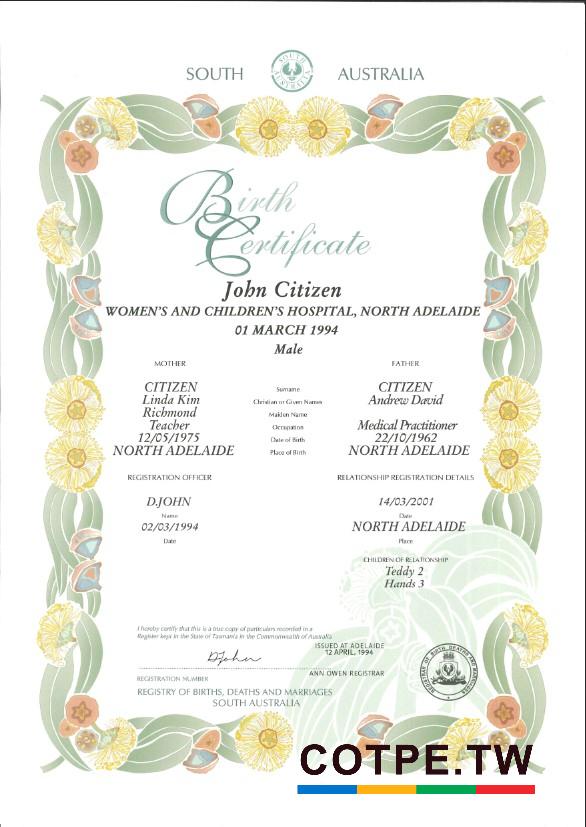 SOUTH AUSTRALIA
Birth
Certificate
John Citizen
WOMEN'S AND CHILDREN'S HOSPITAL, NORTH ADELAIDE
01 MARCH 1994
Male
MOTHER FATHER
CITIZEN Surname CITIZEN
Linda Kim Christian or Given Names Andrew David
Richmond Maiden Name
Teacher Occupation Medical Practitioner
12/05/1975 Date of Birth 22/10/1962
NORTH ADELAIDE Place of Birth NORTH ADELAIDE
REGISTRATION OFFICER RELATIONSHIP REGISTRATION DETAILS
D.JOHN 14/03/2001
Name Date
02/03/1994 NORTH ADELAIDE
Date Place
CHILDREN OF RELATIONSHIP
Teddy 2
Hands 3
I hereby certify that this is a true copy of particulars recorded in a
Register kept in the State of Tasmania in the Commonwealth of Australia
DJohn
ISSUED AT ADELAIDE
12 APRIL, 1994
ANN OWEN REGISTRAR
REGISTRATION NUMBER
REGISTRY OF BIRTHS, DEATHS AND MARRIAGES
SOUTH AUSTRALIA
COTPE.TW